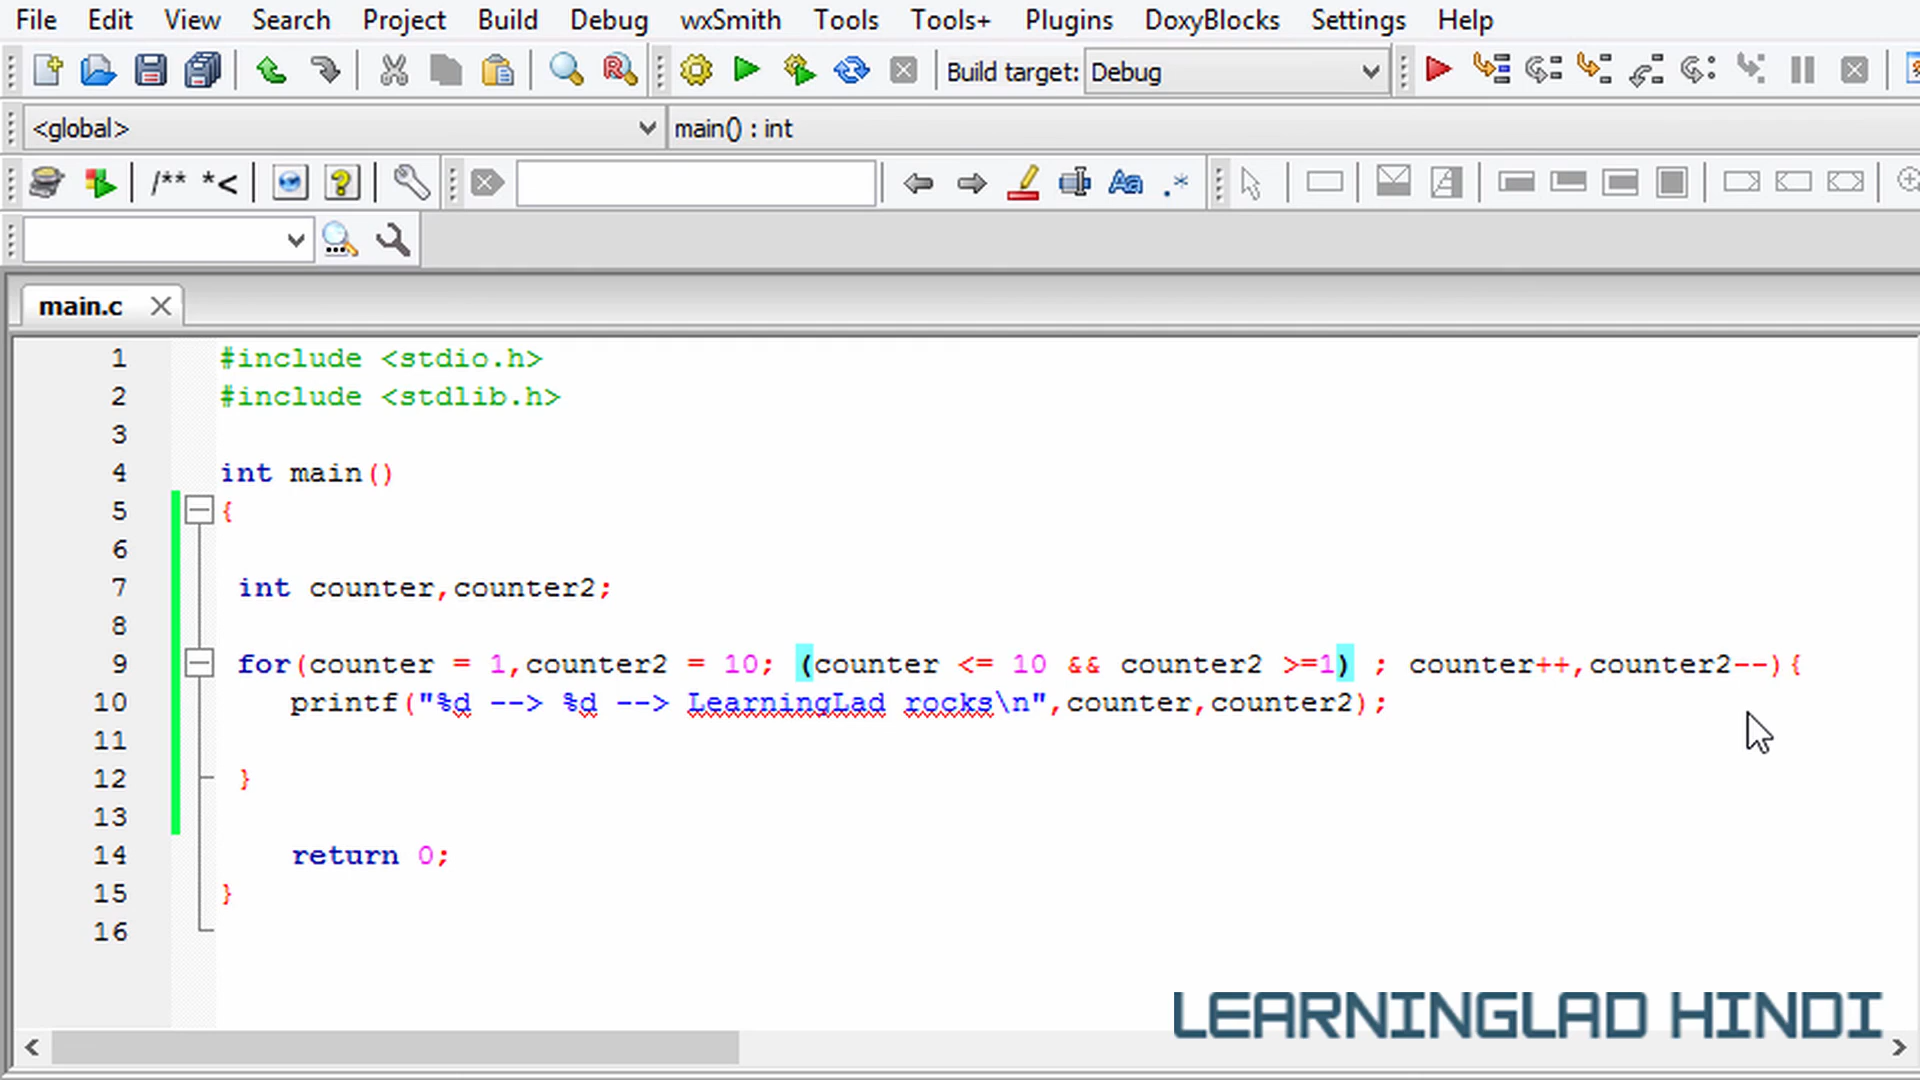 File Edit View Search Project Build Debug wxSmith Tools Tools+ Plugins DoxyBlocks Settings Help
Build target: Debug
<global> main() : int
/** *<
Aa .*
main.c
1 #include <stdio.h>
2 #include <stdlib.h>
3
4 int main()
5 {
6
7 int counter,counter2;
8
9 for(counter = 1,counter2 = 10; (counter <= 10 && counter2 >=1) ; counter++,counter2--){
10 printf("%d --> %d --> LearningLad rocks\n",counter,counter2);
11
12 }
13
14 return 0;
15 }
16
LEARNINGLAD HINDI